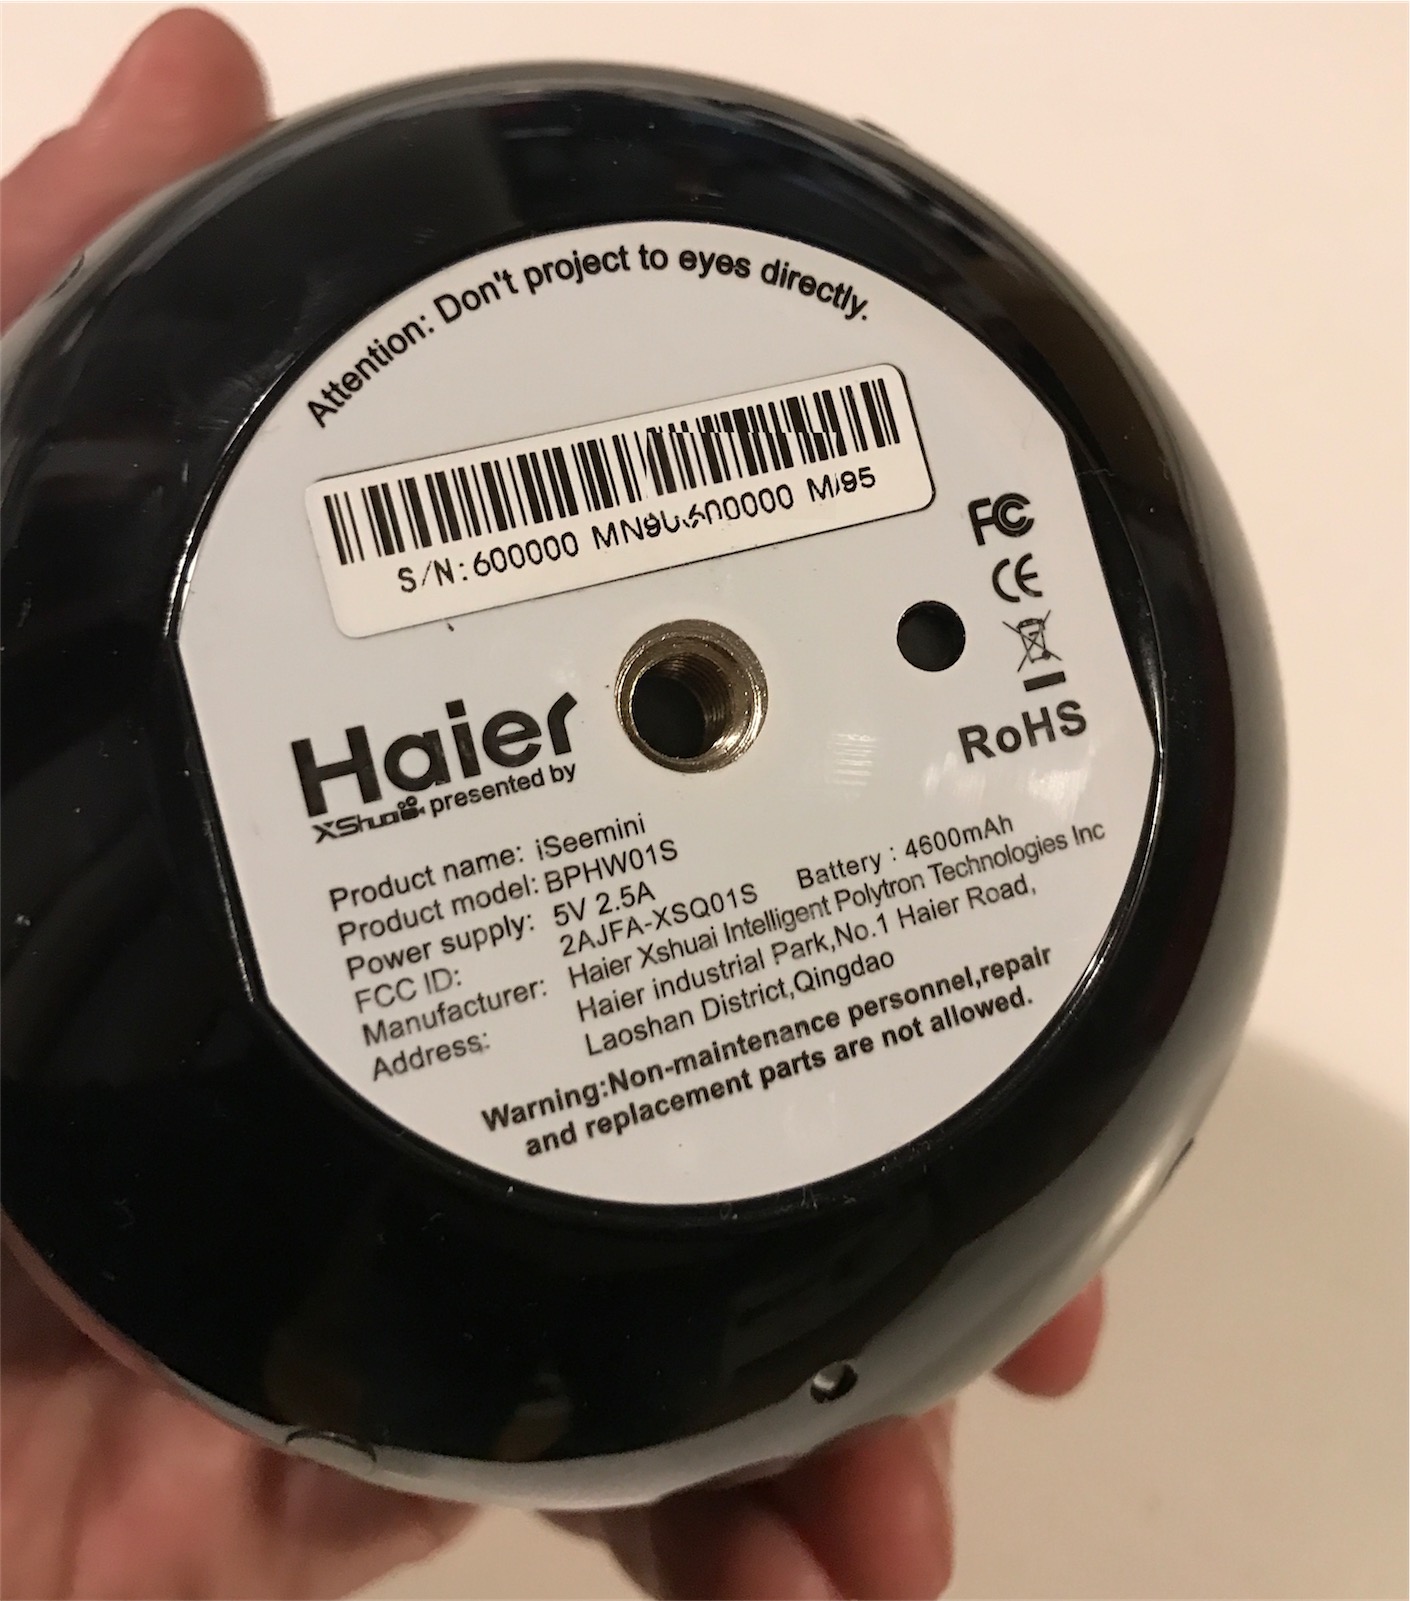 Attention: Don't project to eyes directly.
S/N:600000
FC
CE
RoHS
Haier
XShuai presented by
Product name: iSeemini
Product model: BPHW01S
Power supply: 5V 2.5A Battery : 4600mAh
FCC ID: 2AJFA-XSQ01S
Manufacturer: Haier Xshuai Intelligent Polytron Technologies Inc
Address: Haier industrial Park,No.1 Haier Road,
Laoshan District,Qingdao
Warning:Non-maintenance personnel,repair
and replacement parts are not allowed.